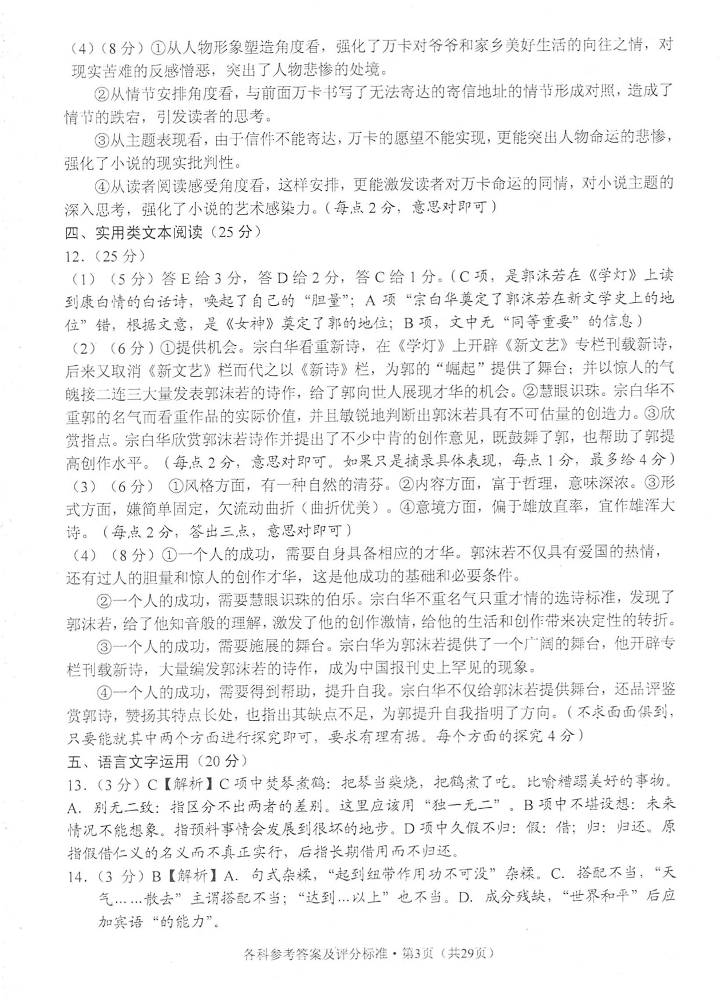 (4)(8分)①从人物形象塑造角度看，强化了万卡对爷爷和家乡美好生活的向往之情，对
现实苦难的反感憎恶，突出了人物悲惨的处境。
②从情节安排角度看，与前面万卡书写了无法寄达的寄信地址的情节形成对照，造成了
情节的跌宕，引发读者的思考。
③从主题表现看，由于信件不能寄达，万卡的愿望不能实现，更能突出人物命运的悲惨，
强化了小说的现实批判性。
④从读者阅读感受角度看，这样安排，更能激发读者对万卡命运的同情，对小说主题的
深入思考，强化了小说的艺术感染力。(每点2分，意思对即可)
四、实用类文本阅读(25分)
12.(25分)
(1)(5分)答E给3分，答D给2分，答C给1分。(C项，是郭沫若在《学灯》上读
到康白情的白话诗，唤起了自己的“胆量”；A项“宗白华奠定了郭沫若在新文学史上的地
位”错，根据文意，是《女神》奠定了郭的地位；B项，文中无“同等重要”的信息)
(2)(6分)①提供机会。宗白华看重新诗，在《学灯》上开辟《新文艺》专栏刊载新诗，
后来又取消《新文艺》栏而代之以《新诗》栏，为郭的“崛起”提供了舞台；并以惊人的气
魄接二连三大量发表郭沫若的诗作，给了郭向世人展现才华的机会。②慧眼识珠。宗白华不
重郭的名气而看重作品的实际价值，并且敏锐地判断出郭沫若具有不可估量的创造力。③欣
赏指点。宗白华欣赏郭沫若诗作并提出了不少中肯的创作意见，既鼓舞了郭，也帮助了郭提
高创作水平。(每点2分，意思对即可。如果只是摘录具体表现，每点1分，最多给4分)
(3)(6分) ①风格方面，有一种自然的清芬。②内容方面，富于哲理，意味深浓。③形
式方面，嫌简单固定，欠流动曲折(曲折优美)。④意境方面，偏于雄放直率，宜作雄浑大
诗。(每点2分，答出三点，意思对即可)
(4)(8分)①一个人的成功，需要自身具备相应的才华。郭沫若不仅具有爱国的热情，
还有过人的胆量和惊人的创作才华，这是他成功的基础和必要条件。
②一个人的成功，需要慧眼识珠的伯乐。宗白华不重名气只重才情的选诗标准，发现了
郭沫若，给了他知音般的理解，激发了他的创作激情，给他的生活和创作带来决定性的转折。
③一个人的成功，需要施展的舞台。宗白华为郭沫若提供了一个广阔的舞台，他开辟专
栏刊载新诗，大量编发郭沫若的诗作，成为中国报刊史上罕见的现象。
④一个人的成功，需要得到帮助，提升自我。宗白华不仅给郭沫若提供舞台，还品评鉴
赏郭诗，赞扬其特点长处，也指出其缺点不足，为郭提升自我指明了方向。(不求面面俱到，
只要能就其中两个方面进行探究即可，要求有理有据。每个方面的探究4分)
五、语言文字运用(20分)
13.(3分)C【解析】C项中焚琴煮鹤：把琴当柴烧，把鹤煮了吃。比喻糟蹋美好的事物。
A. 别无二致：指区分不出两者的差别。这里应该用“独一无二”。B项中不堪设想：未来
情况不能想象。指预料事情会发展到很坏的地步。D项中久假不归：假：借；归：归还。原
指假借仁义的名义而不真正实行，后指长期借用而不归还。
14.(3 分)B【解析】A. 句式杂糅，“起到纽带作用功不可没”杂糅。C. 搭配不当，“天
气……散去”主谓搭配不当；“达到…以上”也不当。D. 成分残缺，“世界和平”后应
加宾语“的能力”。
各科参考答案及评分标准·第3页(共29页)